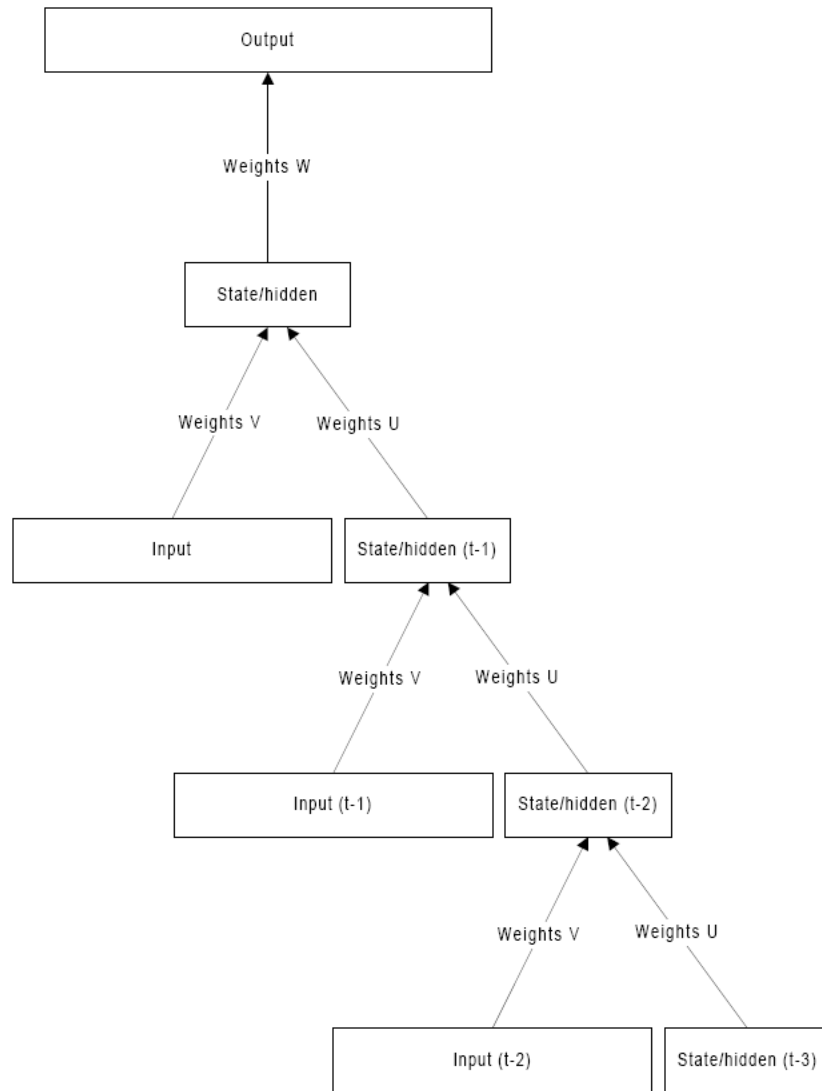 Output
Weights W
State/hidden
Weights V
Weights U
Input
State/hidden (t-1)
Weights V
Weights U
Input (t-1)
State/hidden (t-2)
Weights V
Weights U
Input (t-2)
State/hidden (t-3)